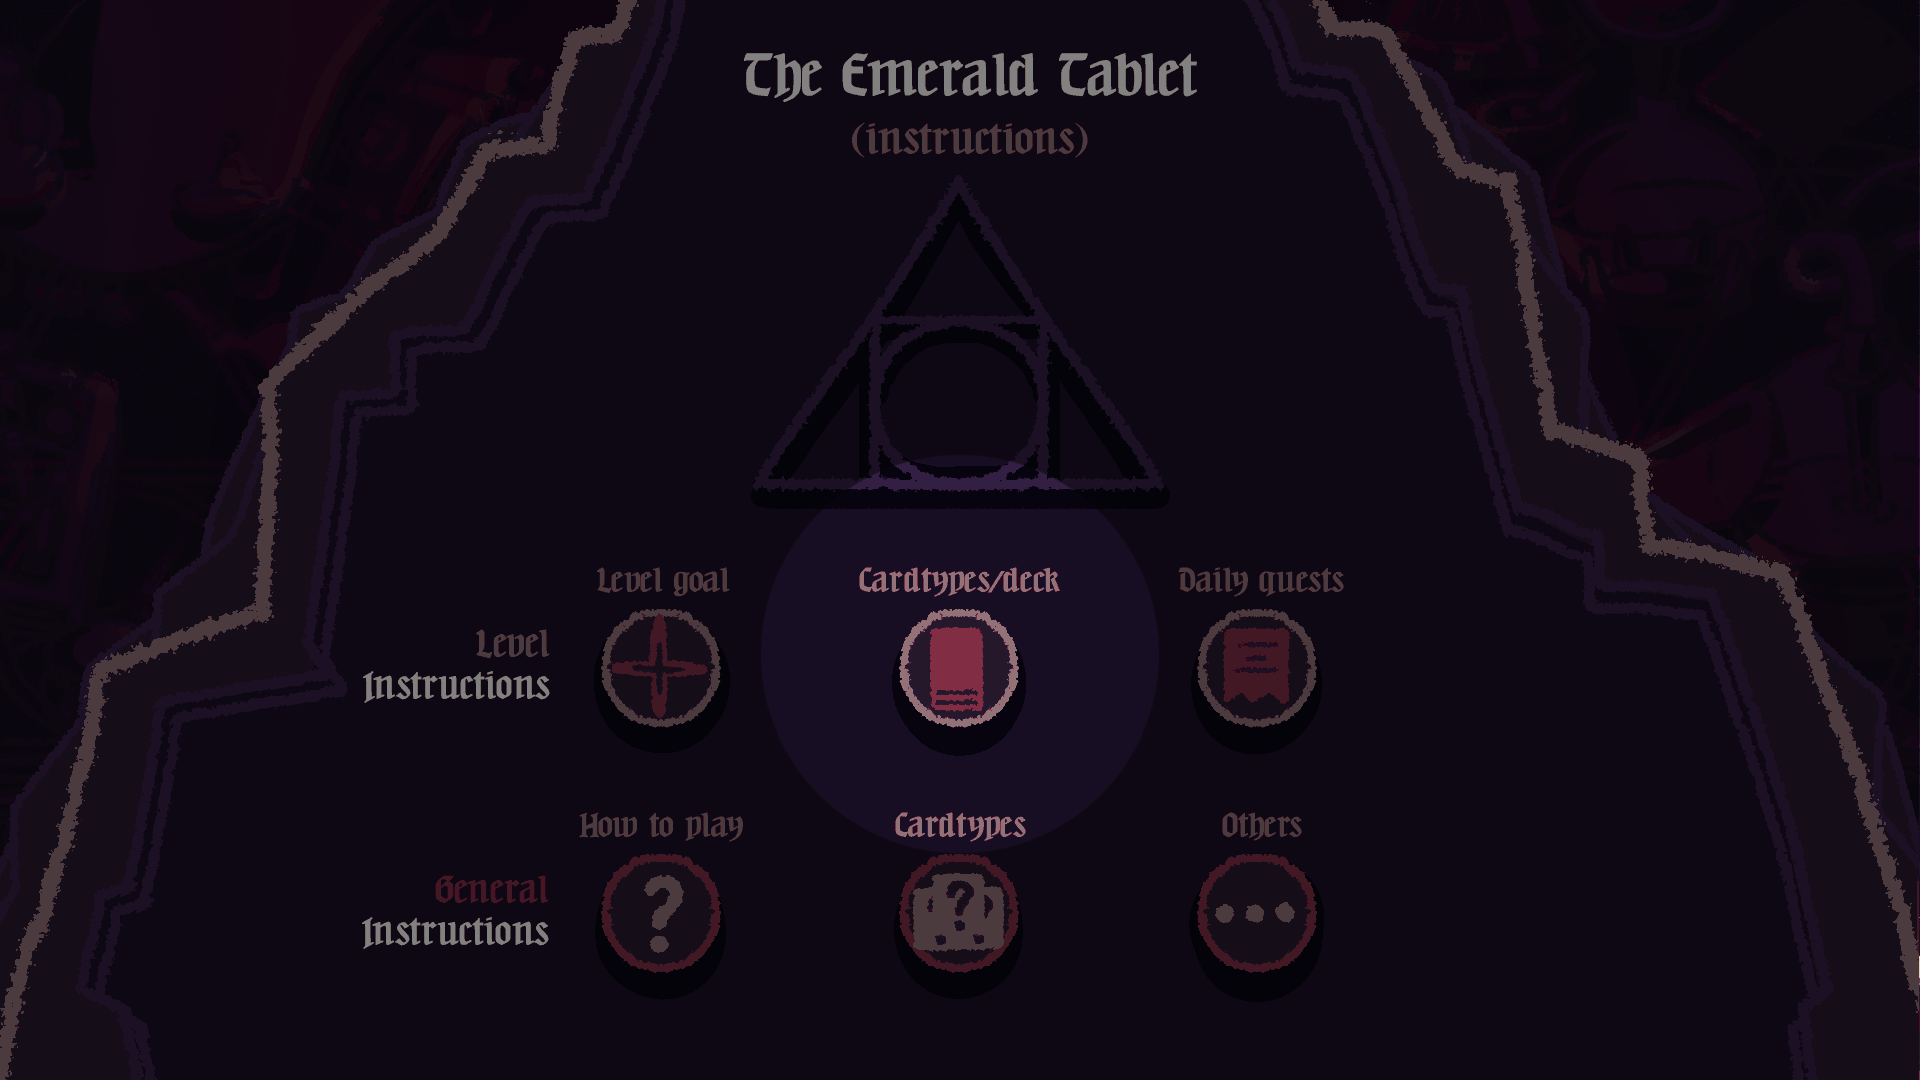 The Emerald Tablet
(instructions)
Level goal
Cardtypes/deck
Daily quests
Level
Instructions
How to play
Cardtypes
Others
General
Instructions